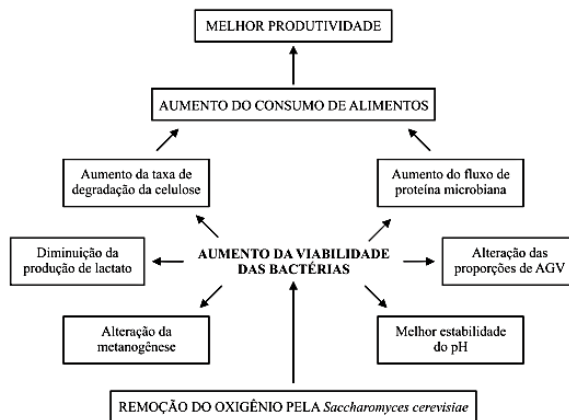 MELHOR PRODUTIVIDADE
AUMENTO DO CONSUMO DE ALIMENTOS
Aumento da taxa de
degradação da celulose
Aumento do fluxo de
proteína microbiana
Diminuição da
produção de lactato
AUMENTO DA VIABILIDADE
DAS BACTÉRIAS
Alteração das
proporções de AGV
Alteração da
metanogênese
Melhor estabilidade
do pH
REMOÇÃO DO OXIGÊNIO PELA Saccharomyces cerevisiae